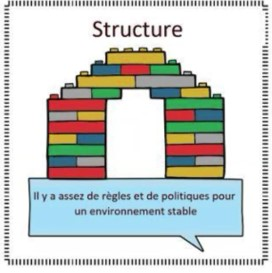 Structure
Il y a assez de règles et de politiques pour
un environnement stable